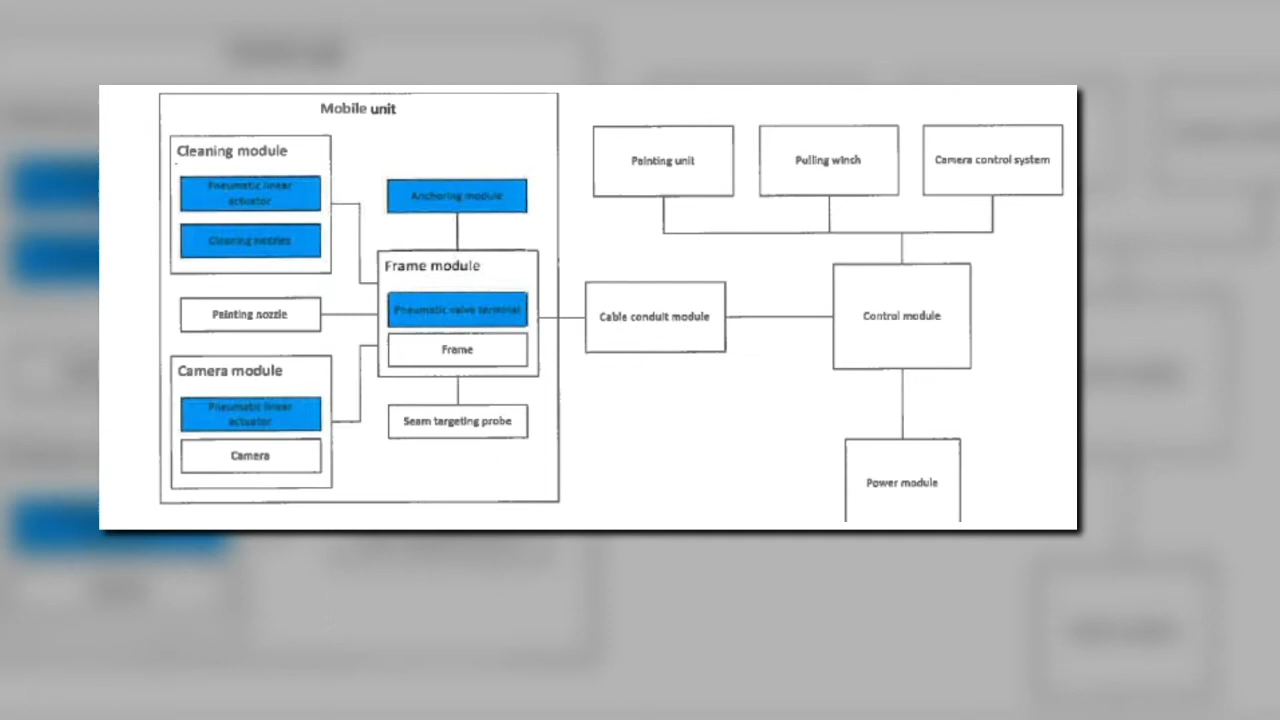 Mobile unit
Cleaning module
Pneumatic linear
actuator
Cleaning nozzles
Anchoring module
Frame module
Pneumatic valve terminal
Frame
Painting nozzle
Camera module
Pneumatic linear
actuator
Camera
Seam targeting probe
Cable conduit module
Painting unit
Pulling winch
Camera control system
Control module
Power module